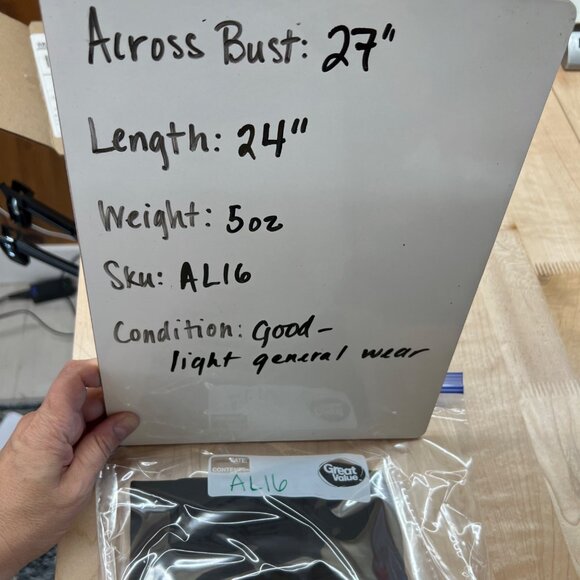 Across Bust: 27"
Length: 24"
Weight: 5oz
Sku: AL16
Condition: Good-
light general wear
AL16
Great
Value